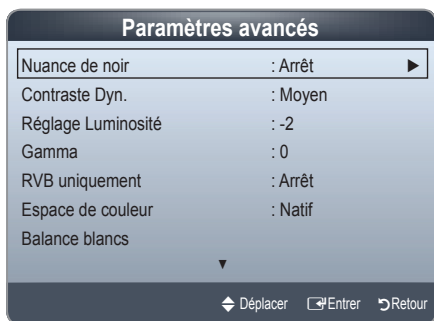 Paramètres avancés
Nuance de noir : Arrêt ►
Contraste Dyn. : Moyen
Réglage Luminosité : -2
Gamma : 0
RVB uniquement : Arrêt
Espace de couleur : Natif
Balance blancs
▼
Déplacer Entrer Retour